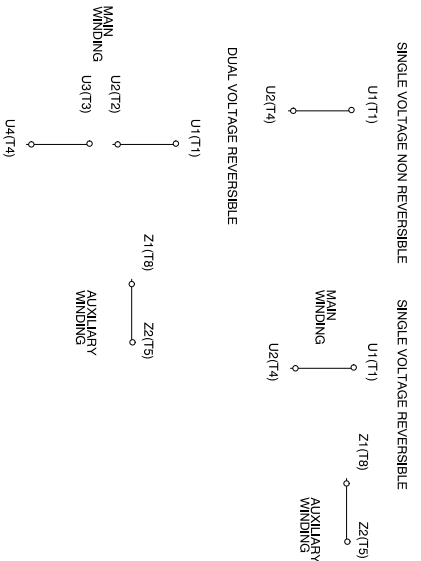 SINGLE VOLTAGE NON REVERSIBLE
U1(T1)
U2(T4)
SINGLE VOLTAGE REVERSIBLE
MAIN
WINDING
U1(T1)
U2(T4)
Z1(T8)
Z2(T5)
AUXILIARY
WINDING
DUAL VOLTAGE REVERSIBLE
MAIN
WINDING
U1(T1)
U2(T2)
U3(T3)
U4(T4)
Z1(T8)
Z2(T5)
AUXILIARY
WINDING